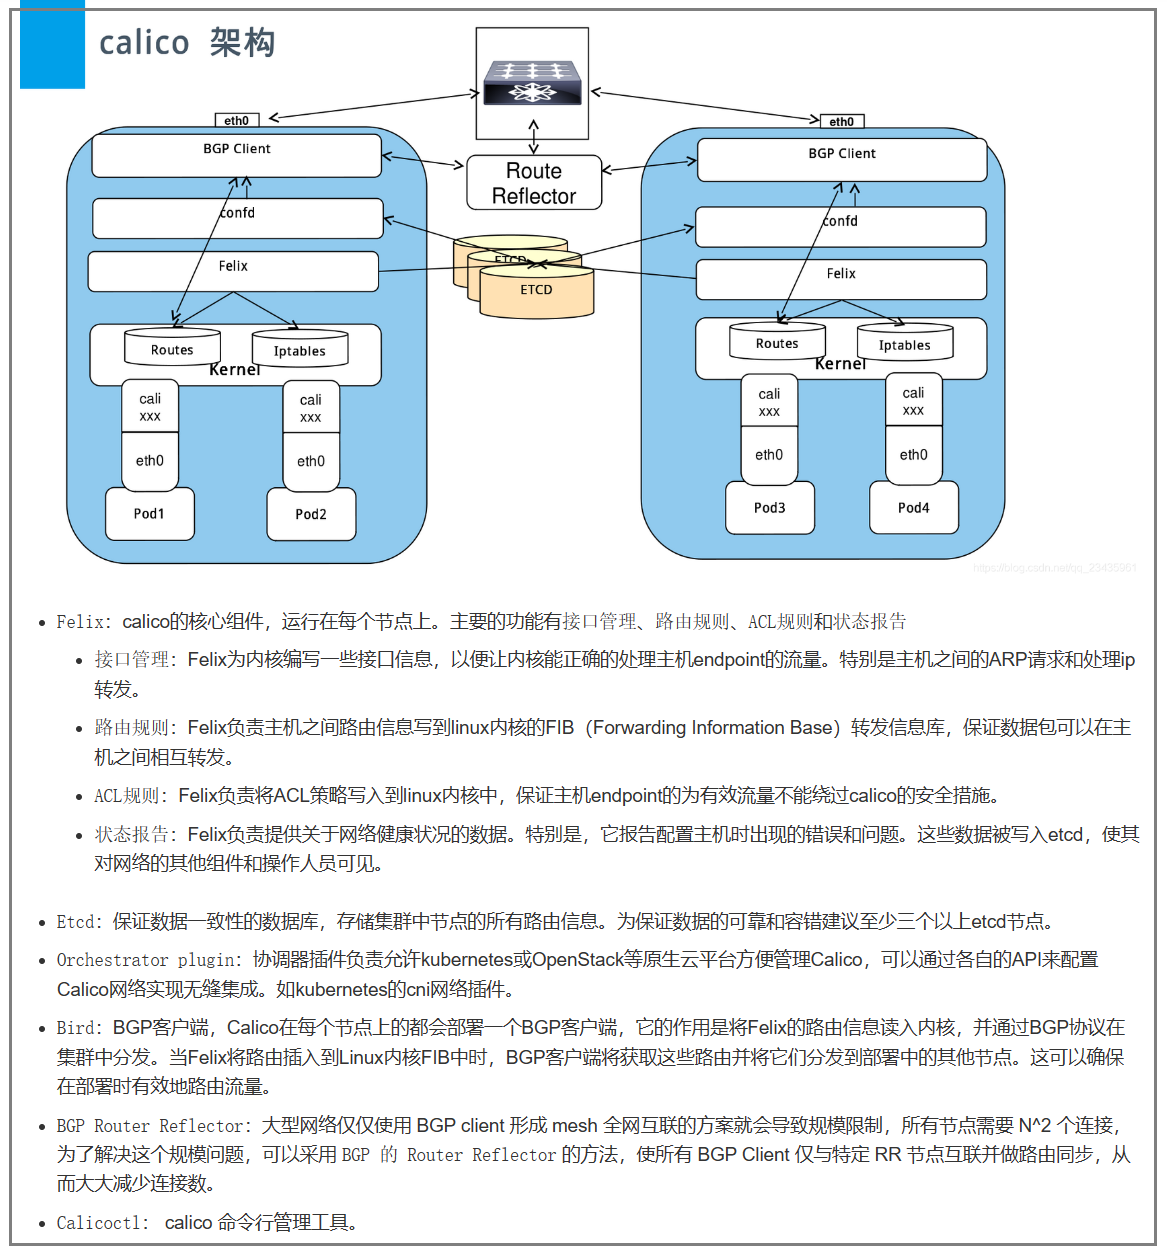 calico 架构
eth0
eth0
BGP Client
BGP Client
Route
Reflector
confd
confd
ETCD
ETCD
Felix
Felix
Routes
Iptables
Kernel
Routes
Iptables
Kernel
cali
xxx
cali
xxx
cali
xxx
cali
xxx
eth0
eth0
eth0
eth0
Pod1
Pod2
Pod3
Pod4
https://blog.csdn.net/qq_23435951
Felix：calico的核心组件，运行在每个节点上。主要的功能有接口管理、路由规则、ACL规则和状态报告
接口管理：Felix为内核编写一些接口信息，以便让内核能正确的处理主机endpoint的流量。特别是主机之间的ARP请求和处理ip
转发。
路由规则：Felix负责主机之间路由信息写到linux内核的FIB（Forwarding Information Base）转发信息库，保证数据包可以在主
机之间相互转发。
ACL规则：Felix负责将ACL策略写入到linux内核中，保证主机endpoint的为有效流量不能绕过calico的安全措施。
状态报告：Felix负责提供关于网络健康状况的数据。特别是，它报告配置主机时出现的错误和问题。这些数据被写入etcd，使其
对网络的其他组件和操作人员可见。
Etcd：保证数据一致性的数据库，存储集群中节点的所有路由信息。为保证数据的可靠和容错建议至少三个以上etcd节点。
Orchestrator plugin：协调器插件负责允许kubernetes或OpenStack等原生云平台方便管理Calico，可以通过各自的API来配置
Calico网络实现无缝集成。如kubernetes的cni网络插件。
Bird：BGP客户端，Calico在每个节点上的都会部署一个BGP客户端，它的作用是将Felix的路由信息读入内核，并通过BGP协议在
集群中分发。当Felix将路由插入到Linux内核FIB中时，BGP客户端将获取这些路由并将它们分发到部署中的其他节点。这可以确保
在部署时有效地路由流量。
BGP Router Reflector：大型网络仅仅使用 BGP client 形成 mesh 全网互联的方案就会导致规模限制，所有节点需要 N^2 个连接，
为了解决这个规模问题，可以采用 BGP 的 Router Reflector 的方法，使所有 BGP Client 仅与特定 RR 节点互联并做路由同步，从
而大大减少连接数。
Calicoctl： calico 命令行管理工具。